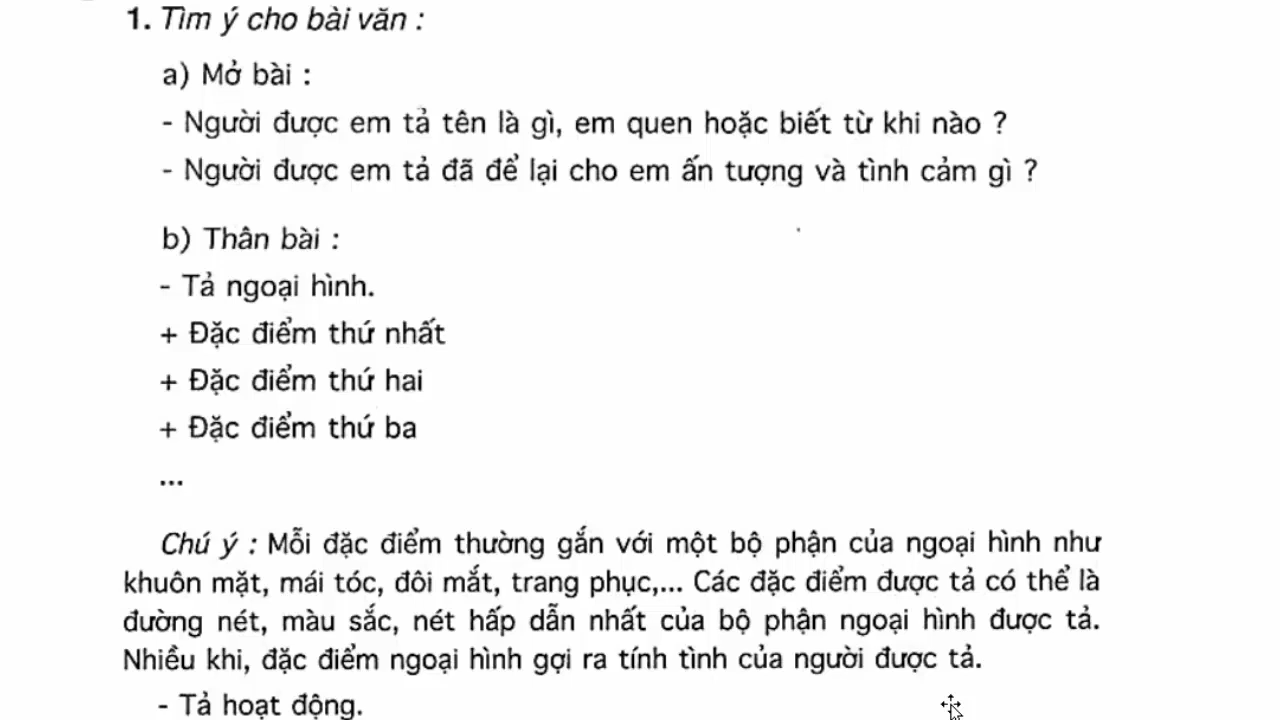 1. Tìm ý cho bài văn :
a) Mở bài :
- Người được em tả tên là gì, em quen hoặc biết từ khi nào ?
- Người được em tả đã để lại cho em ấn tượng và tình cảm gì ?
b) Thân bài :
- Tả ngoại hình.
+ Đặc điểm thứ nhất
+ Đặc điểm thứ hai
+ Đặc điểm thứ ba
...
Chú ý : Mỗi đặc điểm thường gắn với một bộ phận của ngoại hình như
khuôn mặt, mái tóc, đôi mắt, trang phục,... Các đặc điểm được tả có thể là
đường nét, màu sắc, nét hấp dẫn nhất của bộ phận ngoại hình được tả.
Nhiều khi, đặc điểm ngoại hình gợi ra tính tình của người được tả.
- Tả hoạt động.